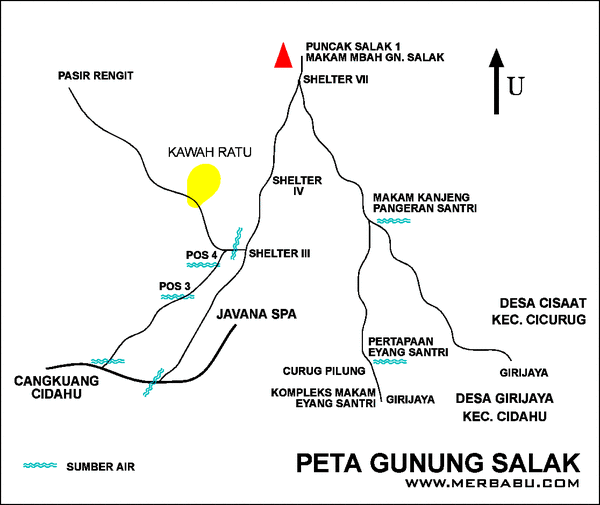 PUNCAK SALAK 1
MAKAM MBAH GN. SALAK
PASIR RENGIT
SHELTER VII
U
KAWAH RATU
SHELTER
IV
MAKAM KANJENG
PANGERAN SANTRI
POS 4
SHELTER III
POS 3
JAVANA SPA
DESA CISAAT
KEC. CICURUG
PERTAPAAN
EYANG SANTRI
CANGKUANG
CIDAHU
CURUG PILUNG
GIRIJAYA
KOMPLEKS MAKAM
EYANG SANTRI
GIRIJAYA
DESA GIRIJAYA
KEC. CIDAHU
SUMBER AIR
PETA GUNUNG SALAK
WWW.MERBABU.COM